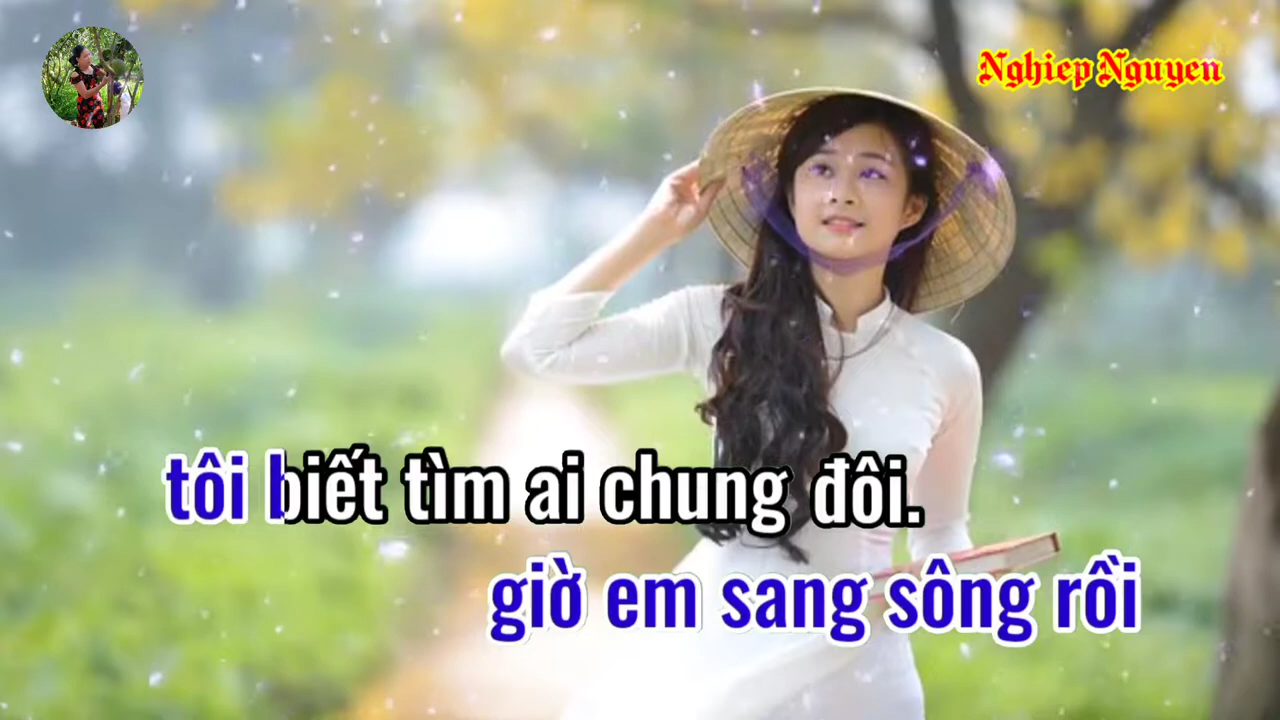 Nghiep Nguyen
tôi biết tìm ai chung đôi.
giờ em sang sông rồi